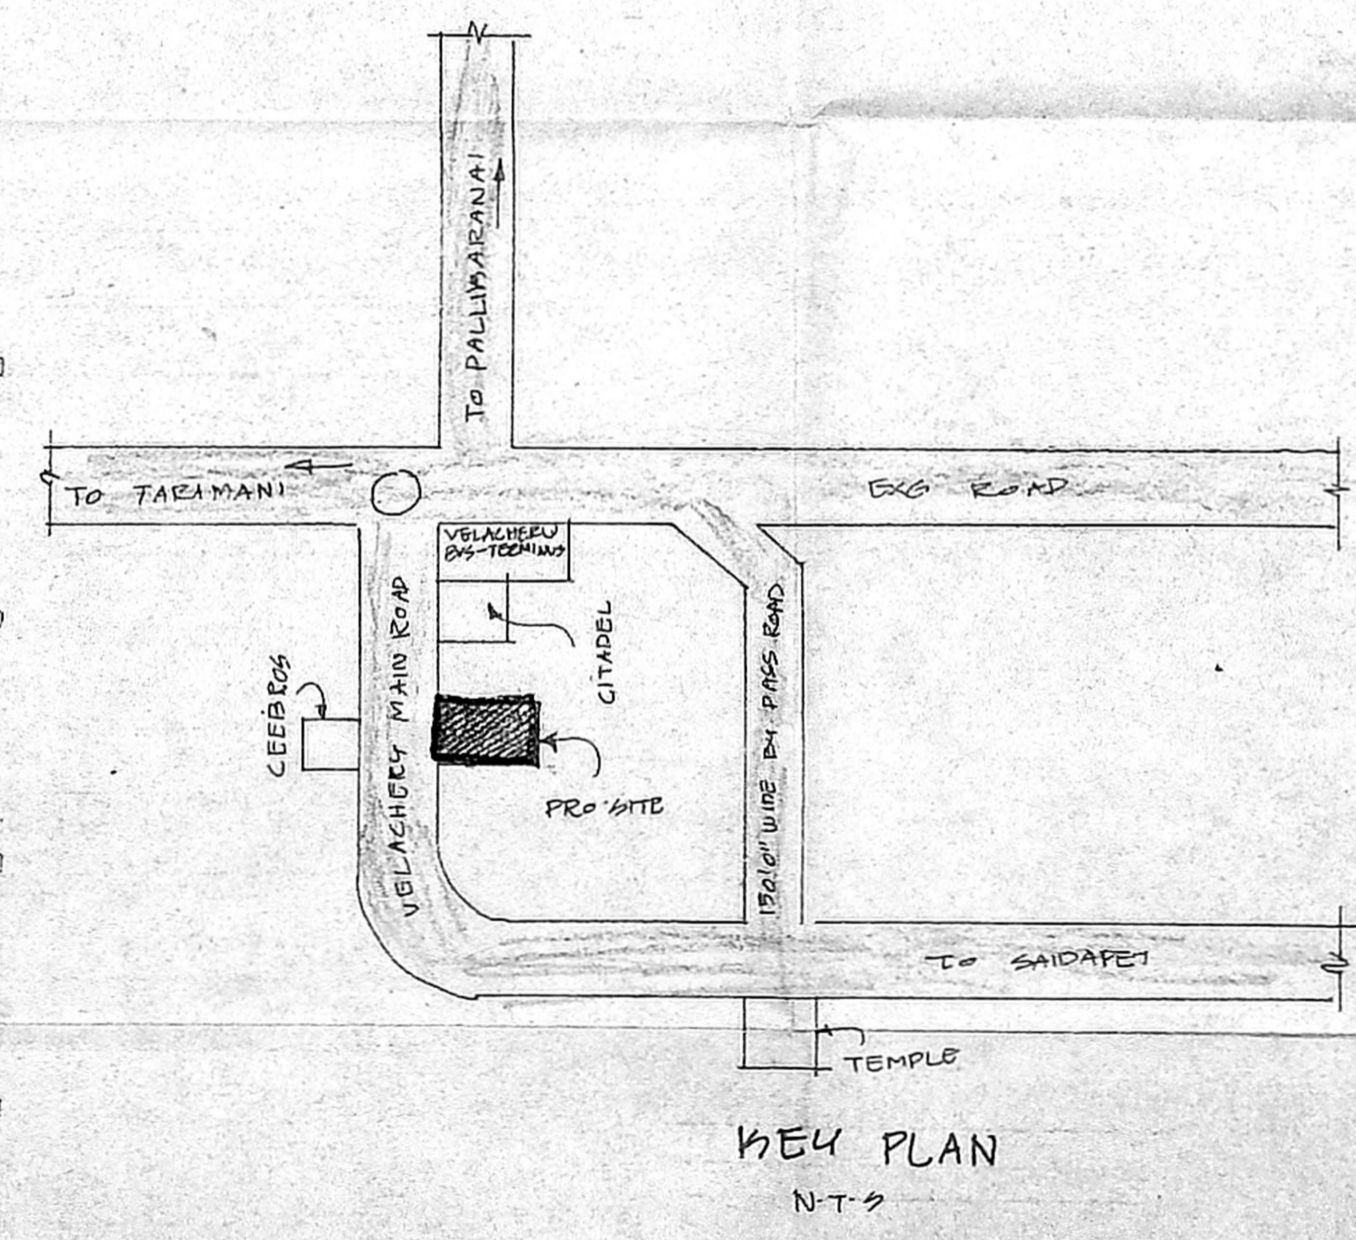 TO PALLIKARANAI
TO TARAMANI
EXG ROAD
VELACHERY
BUS-TERMINUS
CITADEL
CEEBROS
VELACHERY MAIN ROAD
PRO-SITE
150'.0" WIDE BY PASS ROAD
TO SAIDAPET
TEMPLE
KEY PLAN
N-T-S